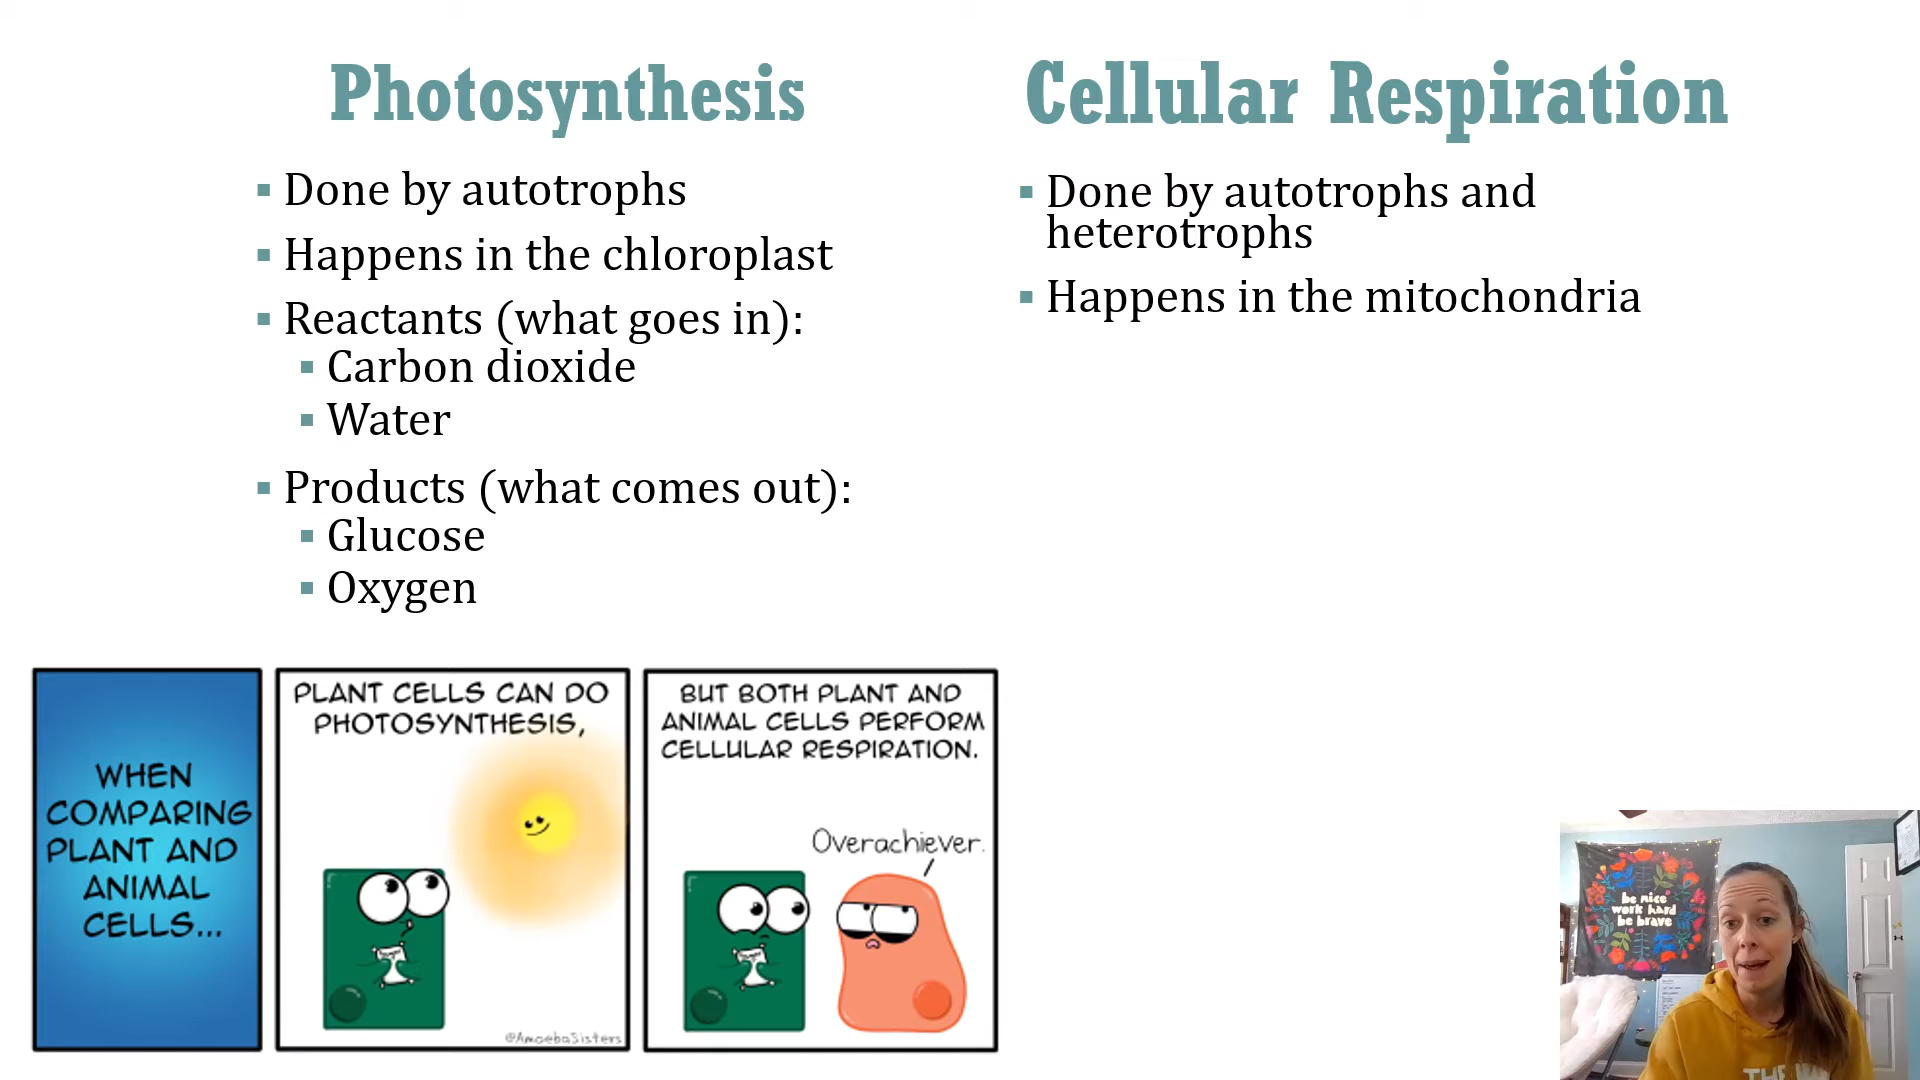 Photosynthesis
Done by autotrophs
Happens in the chloroplast
Reactants (what goes in):
Carbon dioxide
Water
Products (what comes out):
Glucose
Oxygen
Cellular Respiration
Done by autotrophs and
heterotrophs
Happens in the mitochondria
WHEN
COMPARING
PLANT AND
ANIMAL
CELLS...
PLANT CELLS CAN DO
PHOTOSYNTHESIS,
@AmoebaSisters
BUT BOTH PLANT AND
ANIMAL CELLS PERFORM
CELLULAR RESPIRATION.
Overachiever.
be nice
work hard
be brave
THE